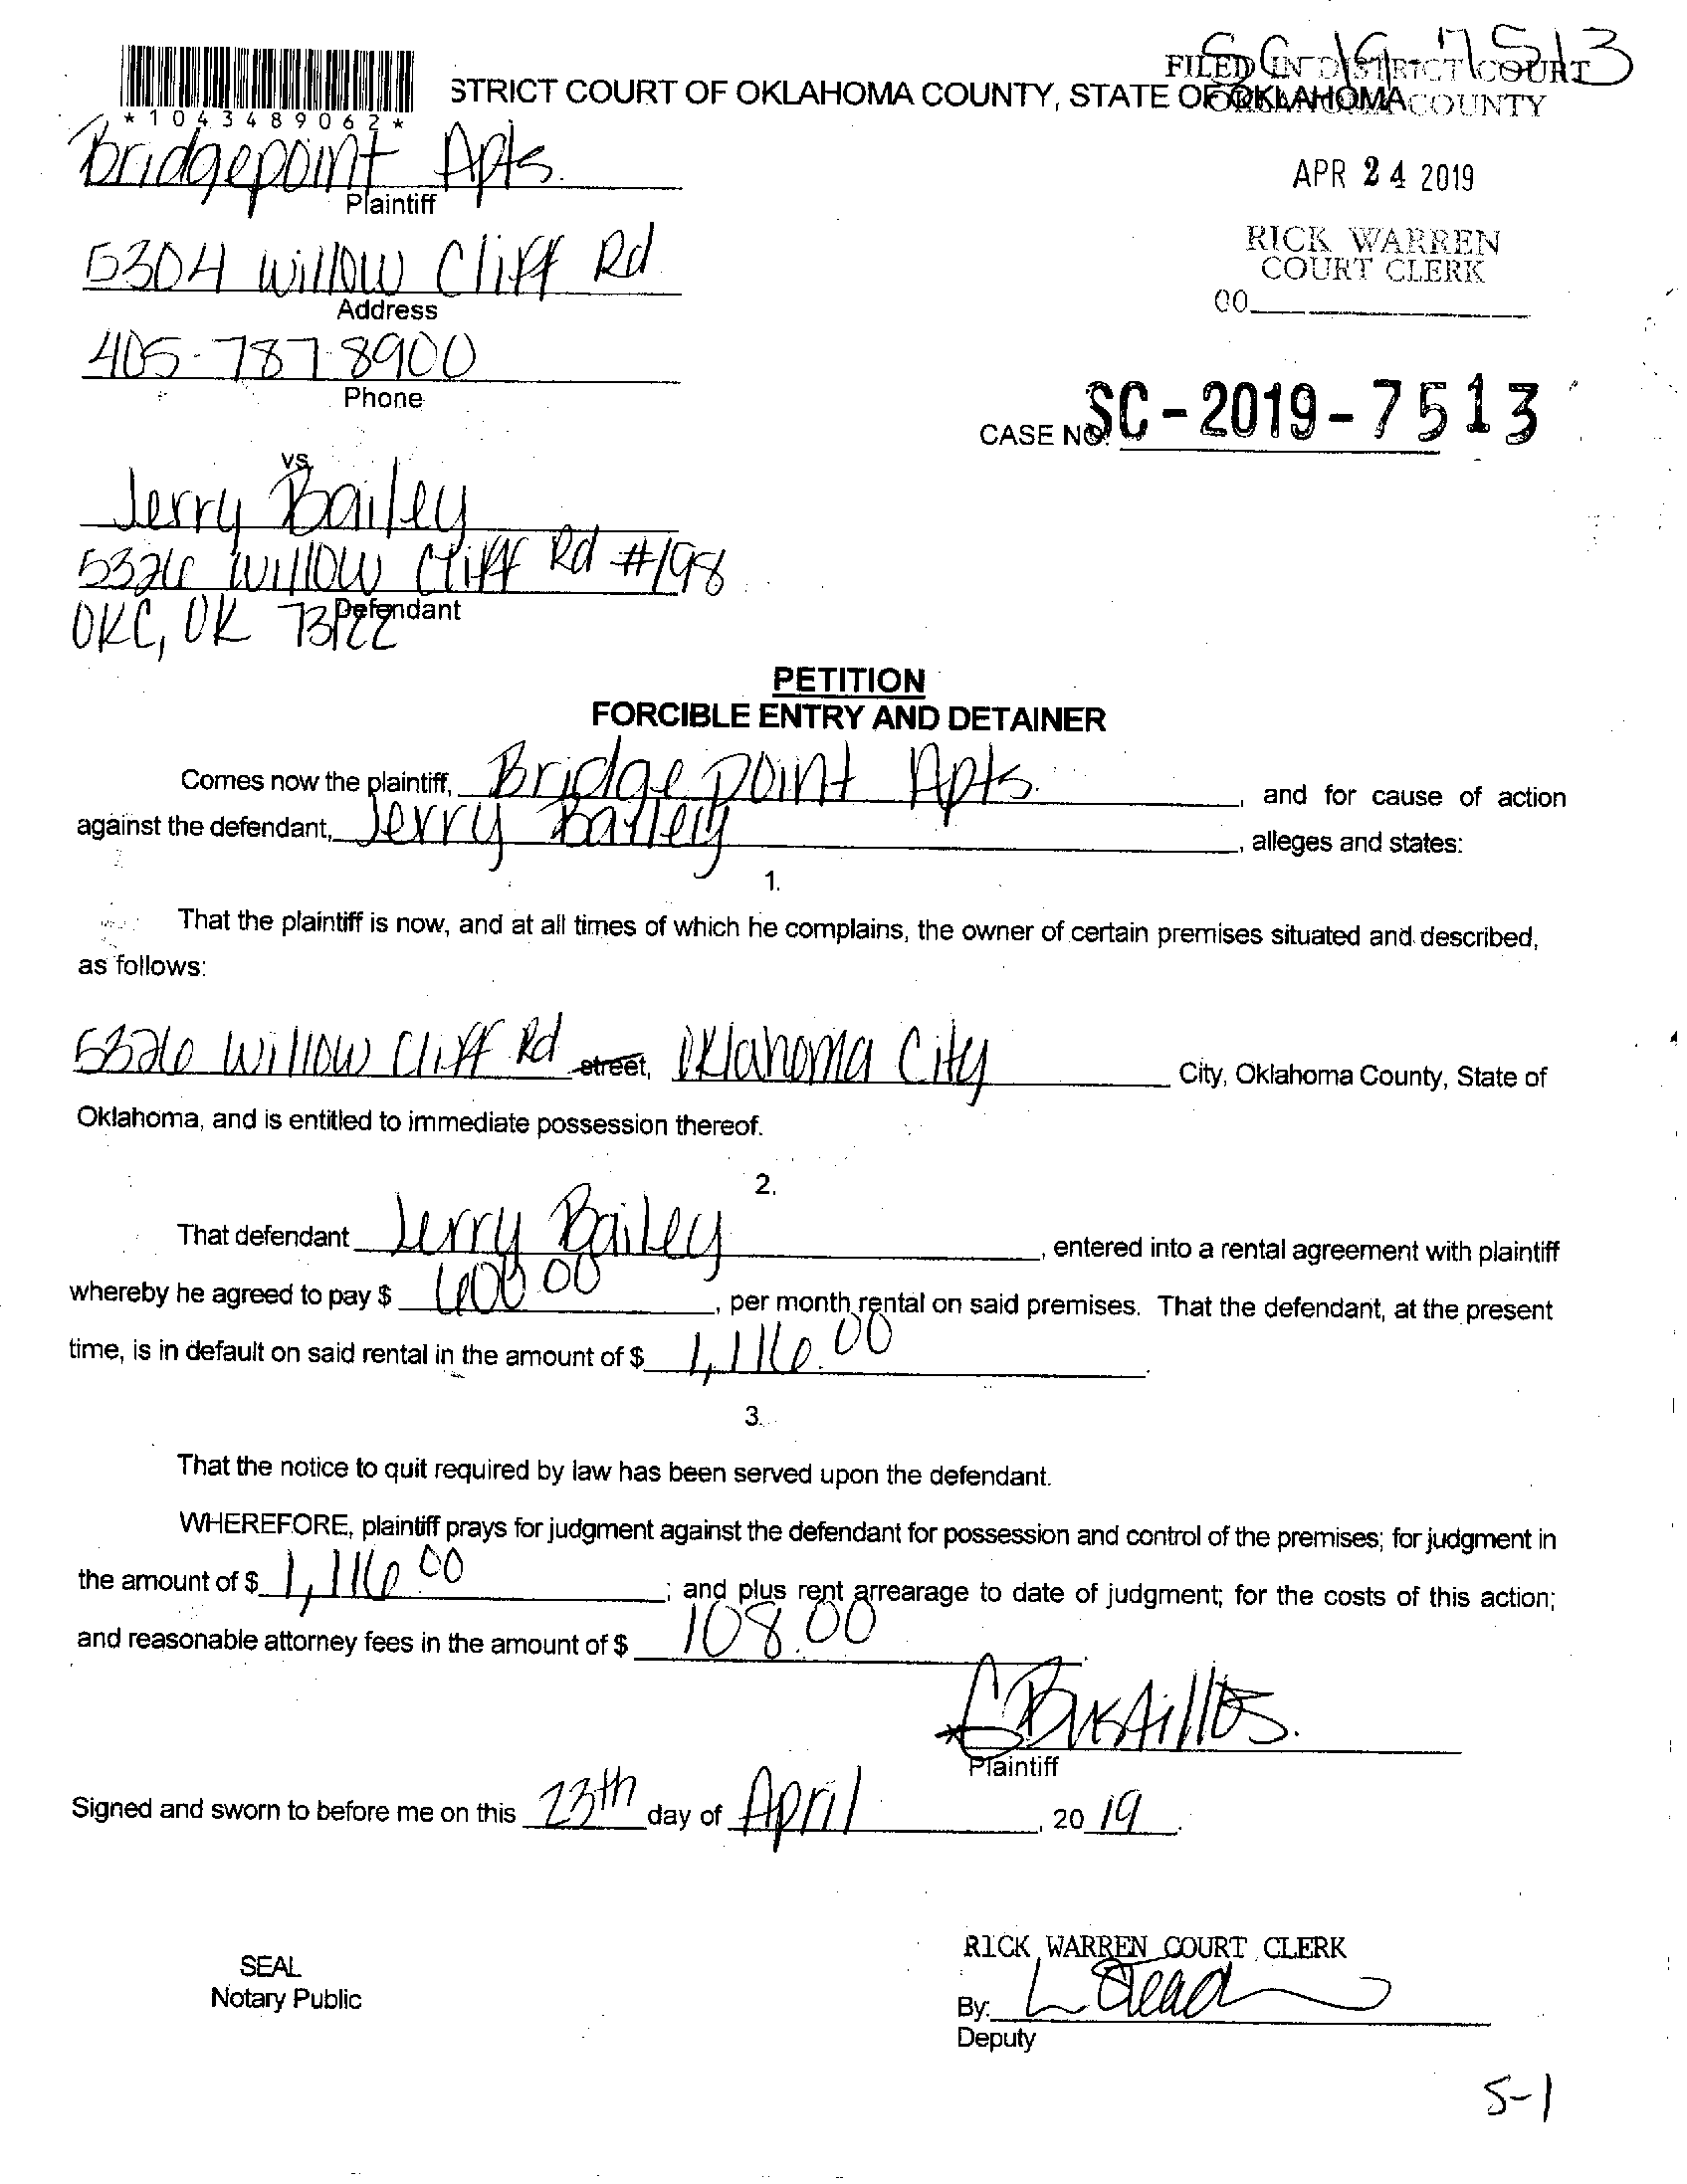 SC 19 7513
FILED IN DISTRICT COURT
STRICT COURT OF OKLAHOMA COUNTY, STATE OF OKLAHOMA
OKLAHOMA COUNTY
*1043489062*
Bridgepoint Apts.
Plaintiff
APR 24 2019
RICK WARREN
COURT CLERK
00
5304 Willow Cliff Rd
Address
405-787-8900
Phone
CASE NO. SC-2019-7513
vs.
Jerry Bailey
5326 Willow Cliff Rd #198
Defendant
OKC, OK 73122
PETITION
FORCIBLE ENTRY AND DETAINER
Comes now the plaintiff, Bridgepoint Apts. , and for cause of action
against the defendant, Jerry Bailey , alleges and states:
1.
That the plaintiff is now, and at all times of which he complains, the owner of certain premises situated and described,
as follows:
5326 Willow Cliff Rd street, Oklahoma City City, Oklahoma County, State of
Oklahoma, and is entitled to immediate possession thereof.
2.
That defendant Jerry Bailey , entered into a rental agreement with plaintiff
whereby he agreed to pay $ 600.00 , per month rental on said premises. That the defendant, at the present
time, is in default on said rental in the amount of $ 1,116.00 .
3.
That the notice to quit required by law has been served upon the defendant.
WHEREFORE, plaintiff prays for judgment against the defendant for possession and control of the premises; for judgment in
the amount of $ 1,116.00 ; and plus rent arrearage to date of judgment; for the costs of this action;
and reasonable attorney fees in the amount of $ 108.00 .
C Bustillos.
Plaintiff
Signed and sworn to before me on this 23th day of April , 20 19 .
RICK WARREN COURT CLERK
SEAL
Notary Public
By:
Deputy
S-1